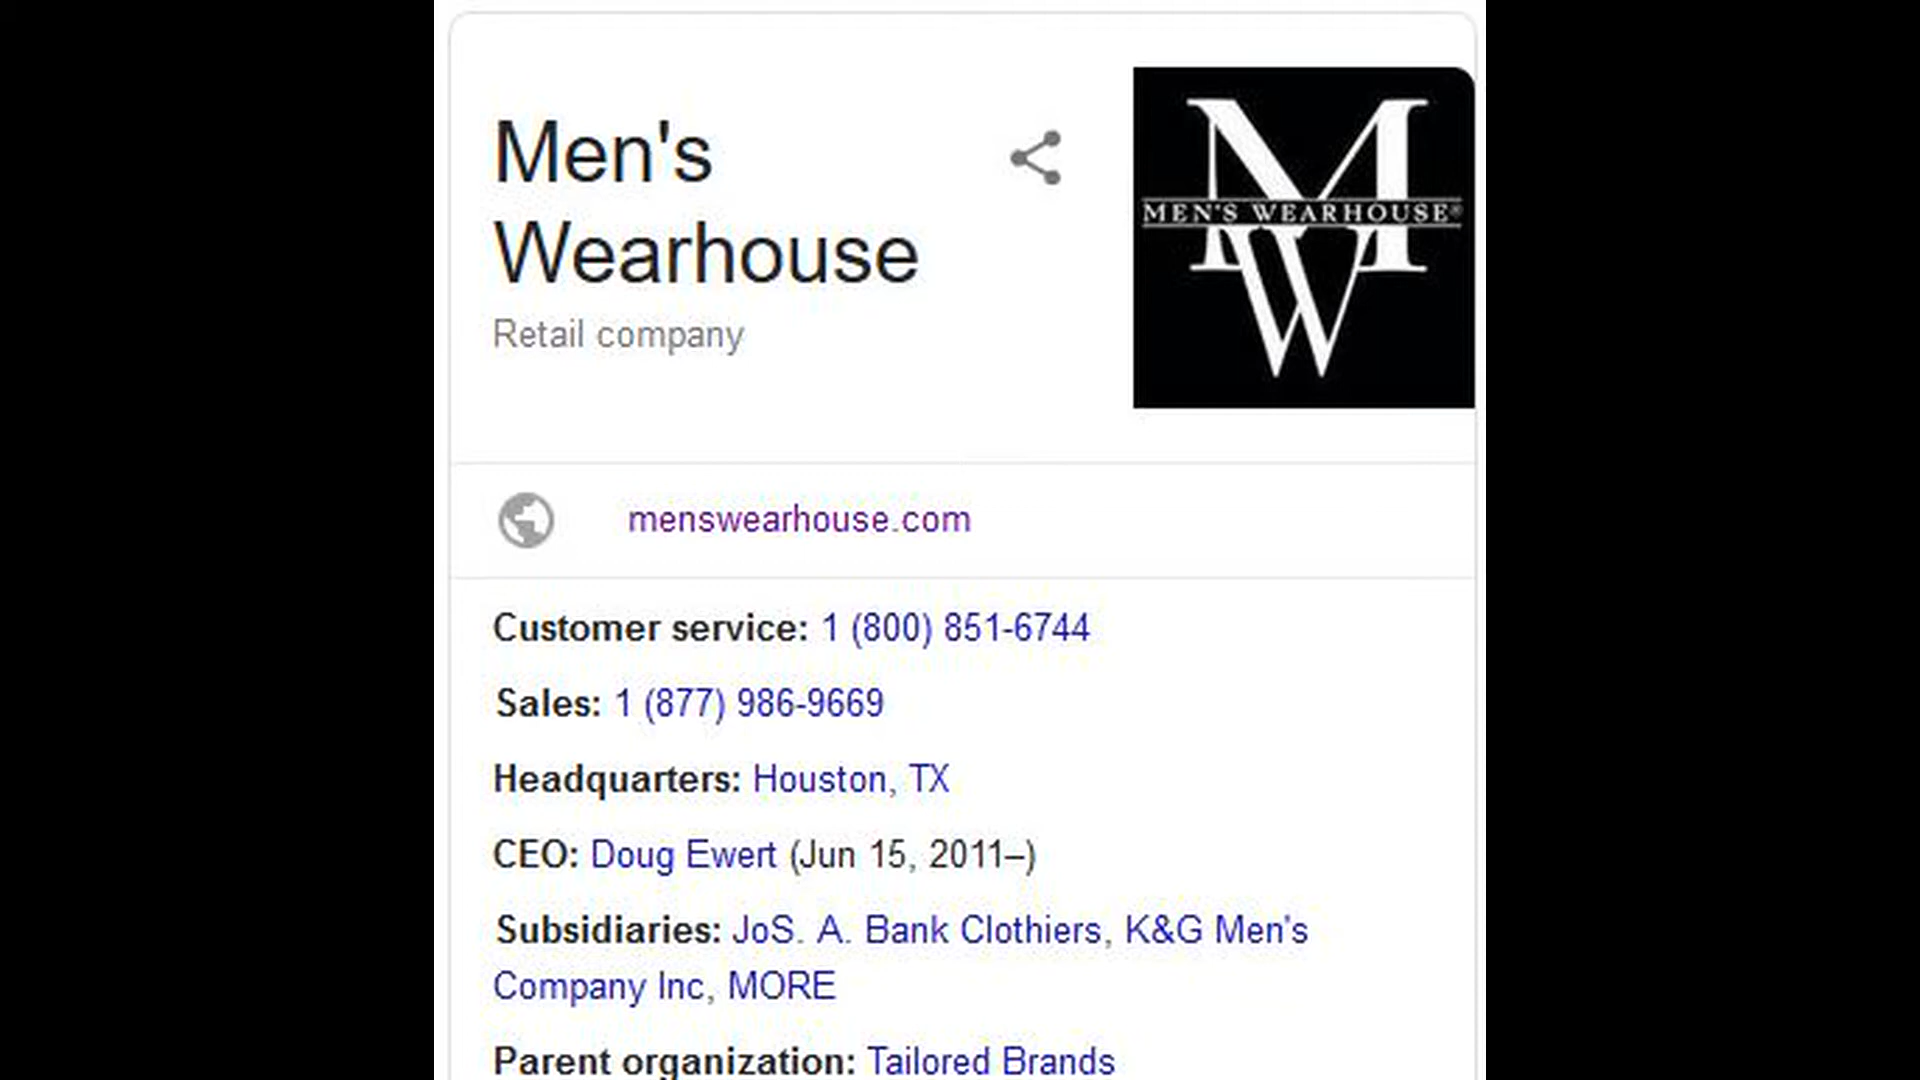 Men's
Wearhouse
Retail company
M
MEN'S WEARHOUSE®
W
menswearhouse.com
Customer service: 1 (800) 851-6744
Sales: 1 (877) 986-9669
Headquarters: Houston, TX
CEO: Doug Ewert (Jun 15, 2011–)
Subsidiaries: JoS. A. Bank Clothiers, K&G Men's
Company Inc, MORE
Parent organization: Tailored Brands